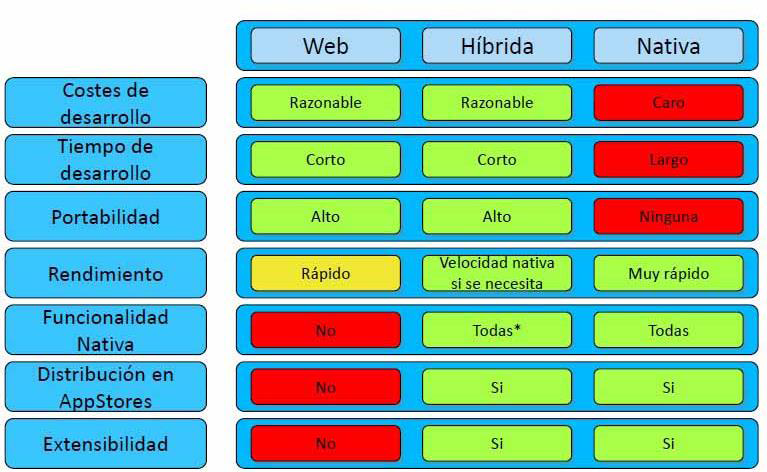 Web Híbrida Nativa
Costes de
desarrollo
Razonable Razonable Caro
Tiempo de
desarrollo
Corto Corto Largo
Portabilidad Alto Alto Ninguna
Rendimiento Rápido
Velocidad nativa
si se necesita
Muy rápido
Funcionalidad
Nativa
No Todas* Todas
Distribución en
AppStores
No Si Si
Extensibilidad No Si Si